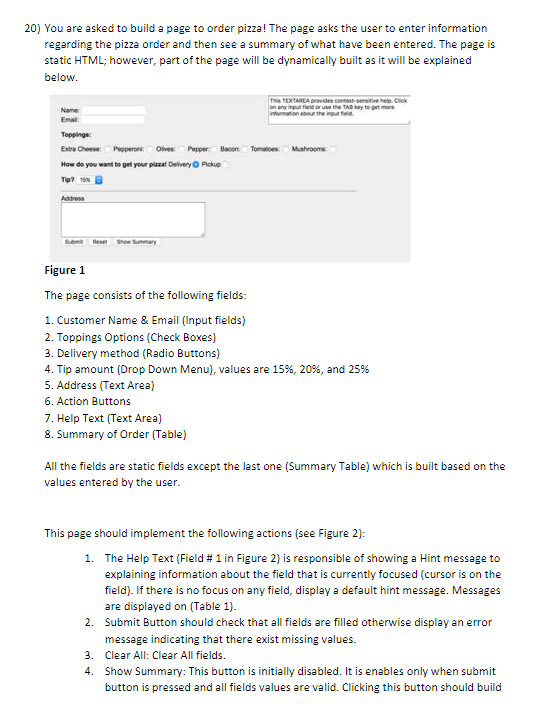 20) You are asked to build a page to order pizza! The page asks the user to enter information
regarding the pizza order and then see a summary of what have been entered. The page is
static HTML; however, part of the page will be dynamically built as it will be explained
below.
This TEXTAREA provides context-sensitive help. Click
on any input field or use the TAB key to get more
information about the input field.
Name:
Email:
Toppings:
Extra Cheese: Pepperoni: Olives: Pepper: Bacon: Tomatoes: Mushrooms:
How do you want to get your pizza! Delivery Pickup
Tip? 15%
Address
Submit Reset Show Summary
Figure 1
The page consists of the following fields:
1. Customer Name & Email (Input fields)
2. Toppings Options (Check Boxes)
3. Delivery method (Radio Buttons)
4. Tip amount (Drop Down Menu), values are 15%, 20%, and 25%
5. Address (Text Area)
6. Action Buttons
7. Help Text (Text Area)
8. Summary of Order (Table)
All the fields are static fields except the last one (Summary Table) which is built based on the
values entered by the user.
This page should implement the following actions (see Figure 2):
1. The Help Text (Field # 1 in Figure 2) is responsible of showing a Hint message to
explaining information about the field that is currently focused (cursor is on the
field). If there is no focus on any field, display a default hint message. Messages
are displayed on (Table 1).
2. Submit Button should check that all fields are filled otherwise display an error
message indicating that there exist missing values.
3. Clear All: Clear All fields.
4. Show Summary: This button is initially disabled. It is enables only when submit
button is pressed and all fields values are valid. Clicking this button should build